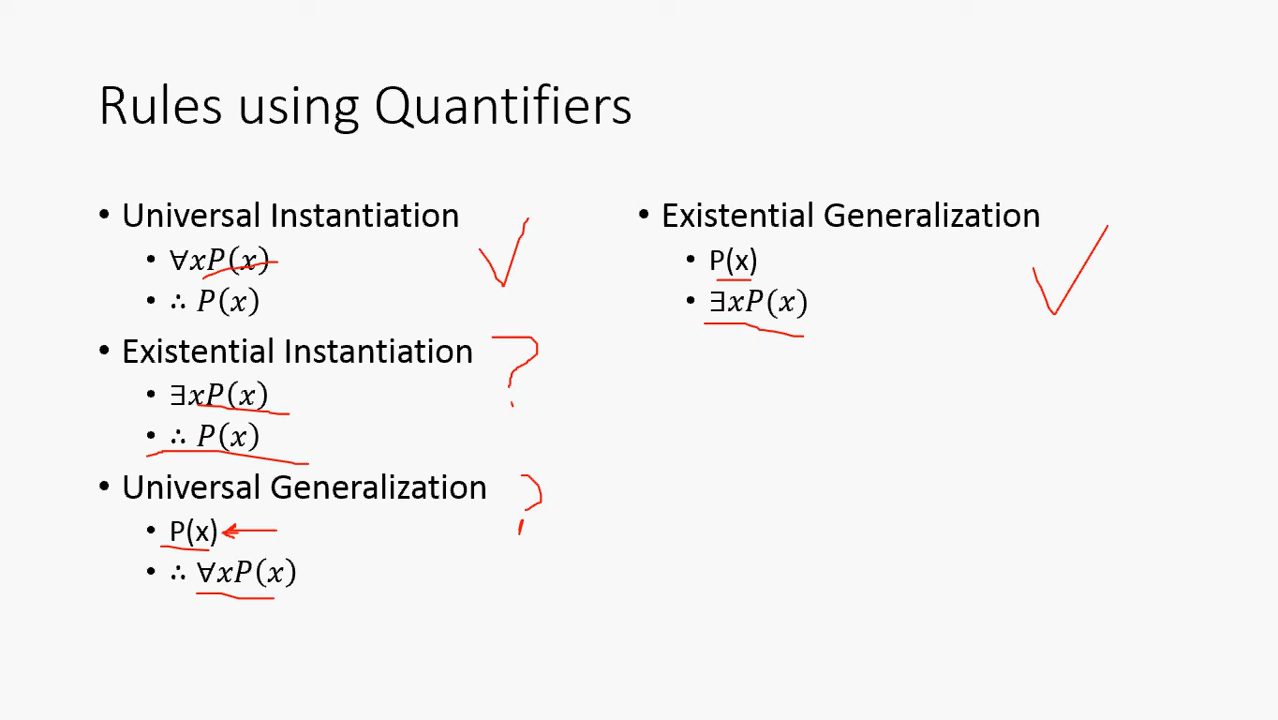 Rules using Quantifiers
• Universal Instantiation
• ∀xP(x)
• ∴ P(x)
• Existential Instantiation
• ∃xP(x)
• ∴ P(x)
• Universal Generalization
• P(x)
• ∴ ∀xP(x)
• Existential Generalization
• P(x)
• ∃xP(x)
?
?